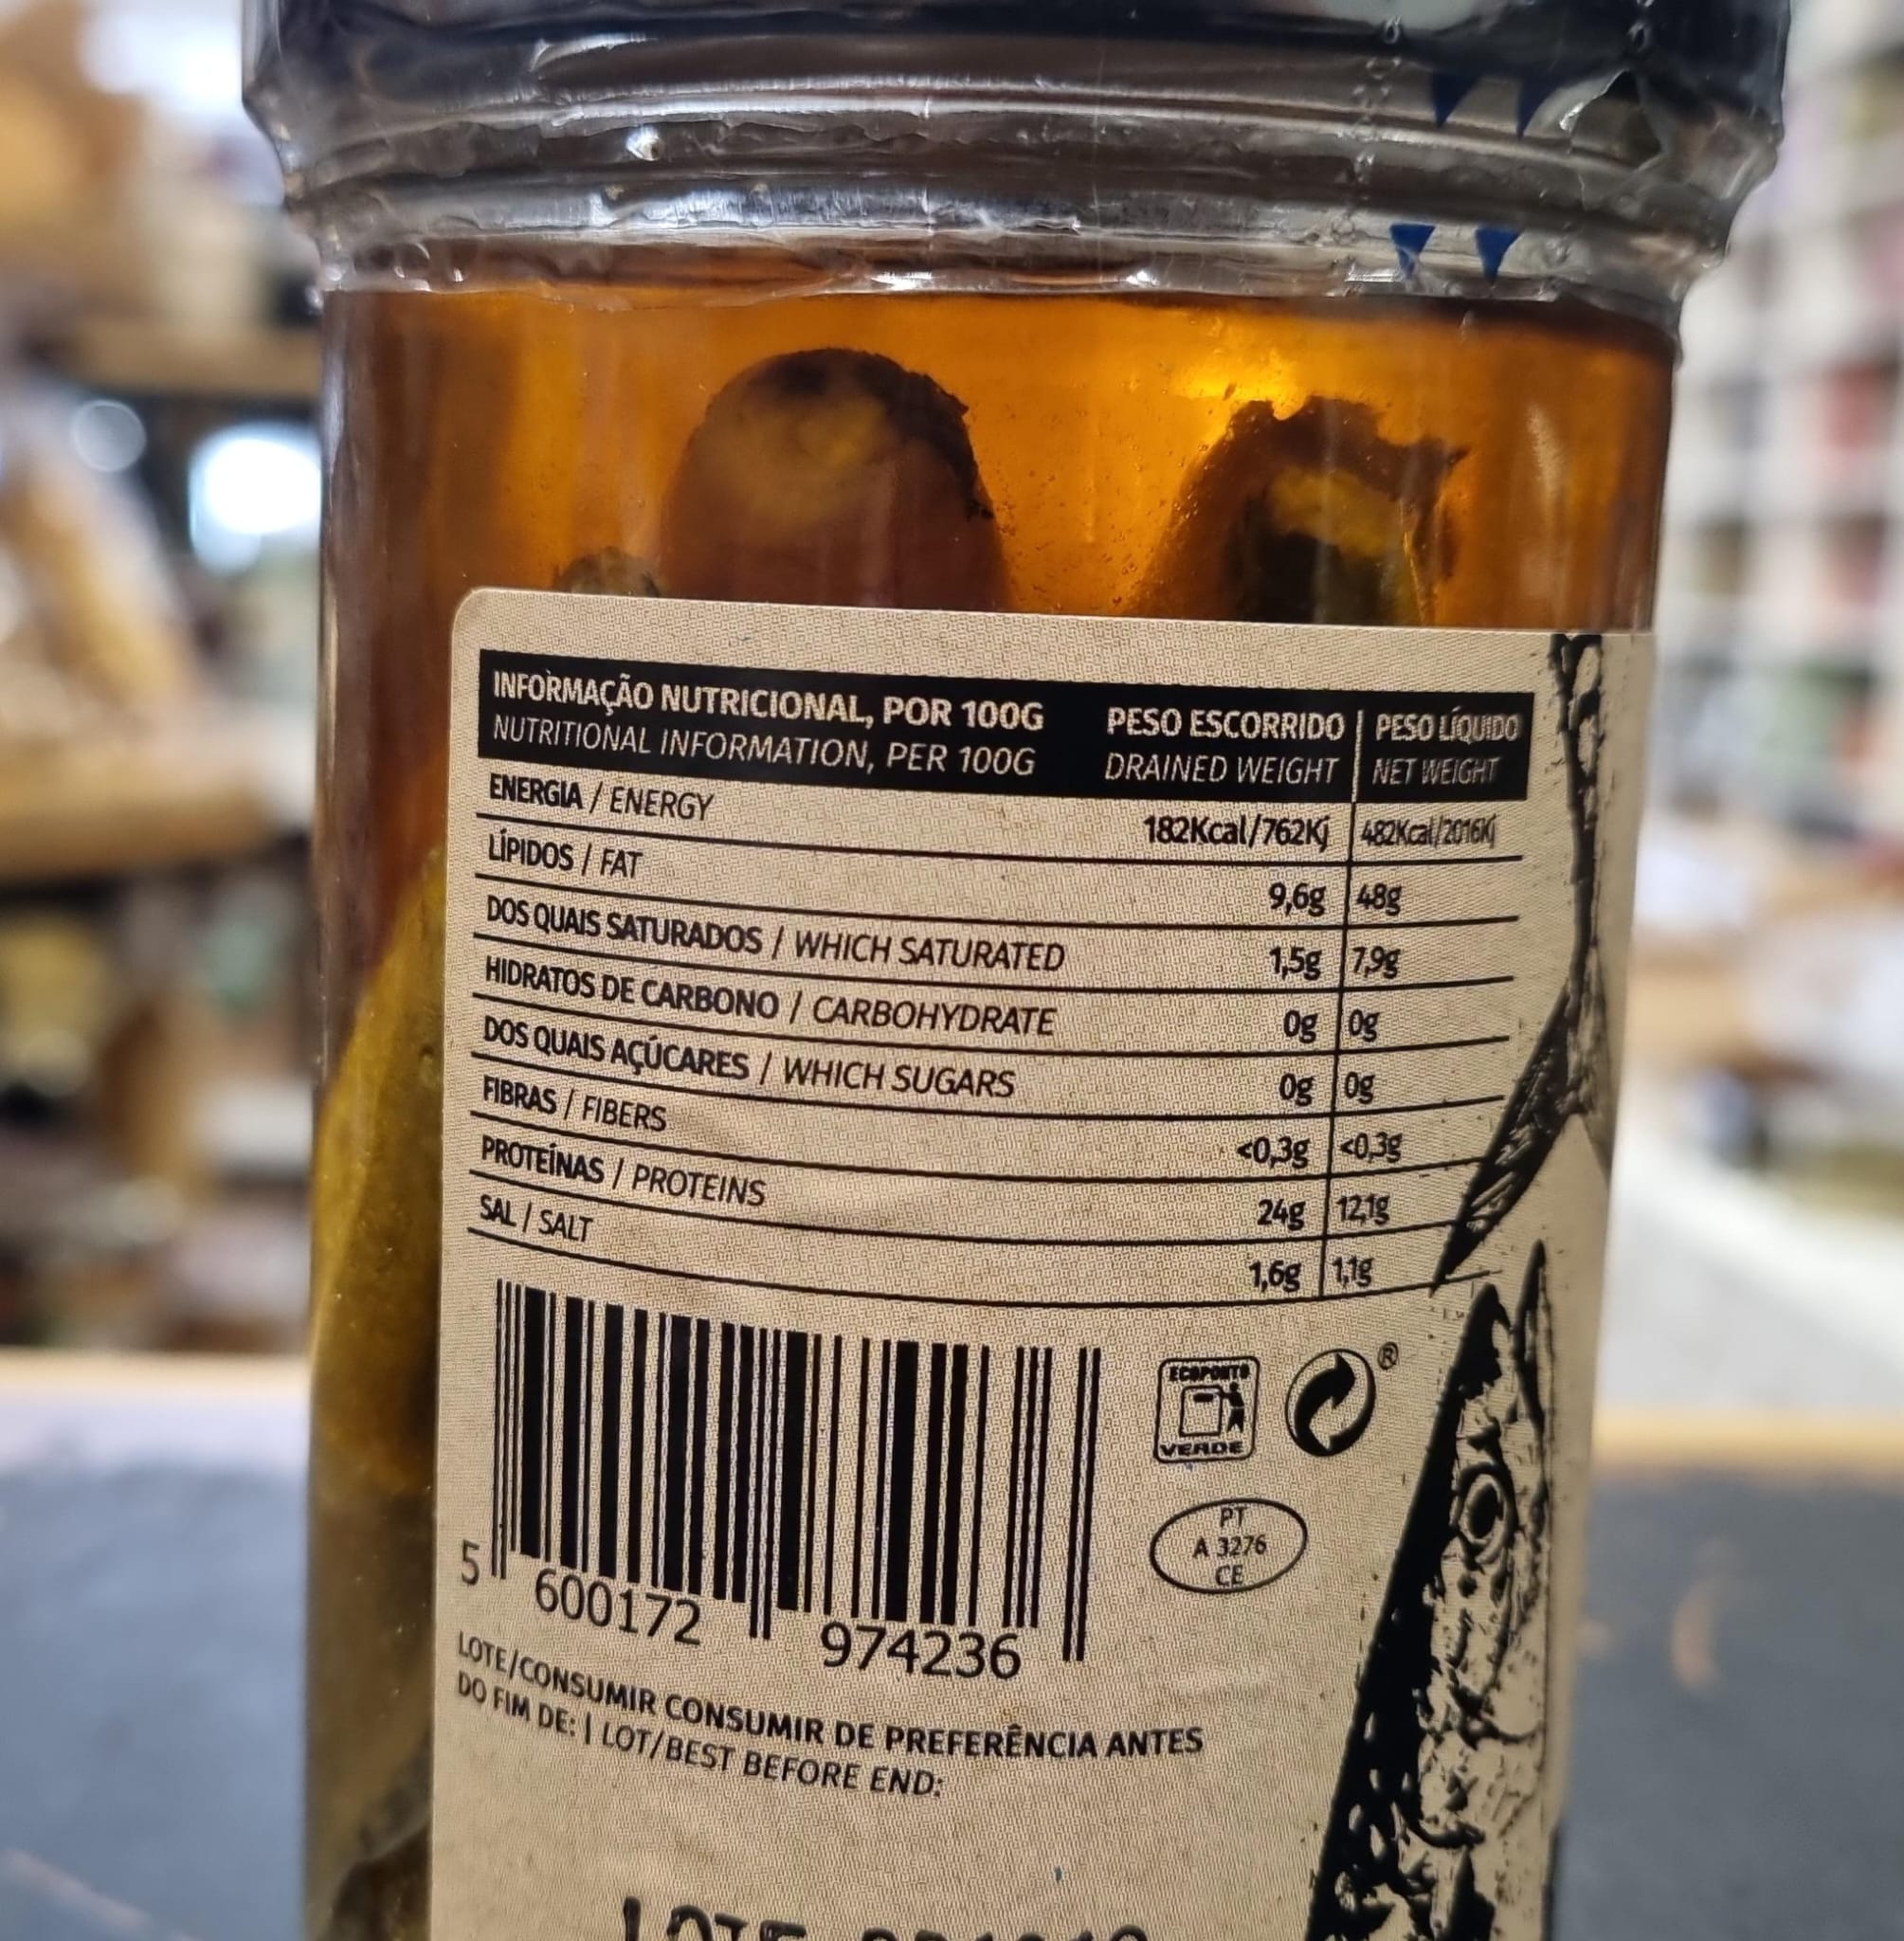 INFORMAÇÃO NUTRICIONAL, POR 100G PESO ESCORRIDO | PESO LÍQUIDO
NUTRITIONAL INFORMATION, PER 100G DRAINED WEIGHT | NET WEIGHT
ENERGIA / ENERGY 182Kcal/762Kj 482Kcal/2016Kj
LÍPIDOS / FAT 9,6g 48g
DOS QUAIS SATURADOS / WHICH SATURATED 1,5g 7,9g
HIDRATOS DE CARBONO / CARBOHYDRATE 0g 0g
DOS QUAIS AÇÚCARES / WHICH SUGARS 0g 0g
FIBRAS / FIBERS <0,3g <0,3g
PROTEÍNAS / PROTEINS 24g 12,1g
SAL / SALT 1,6g 1,1g
ECOPONTO
VERDE
®
PT
A 3276
CE
5 600172 974236
LOTE/CONSUMIR CONSUMIR DE PREFERÊNCIA ANTES
DO FIM DE: | LOT/BEST BEFORE END:
LOTE